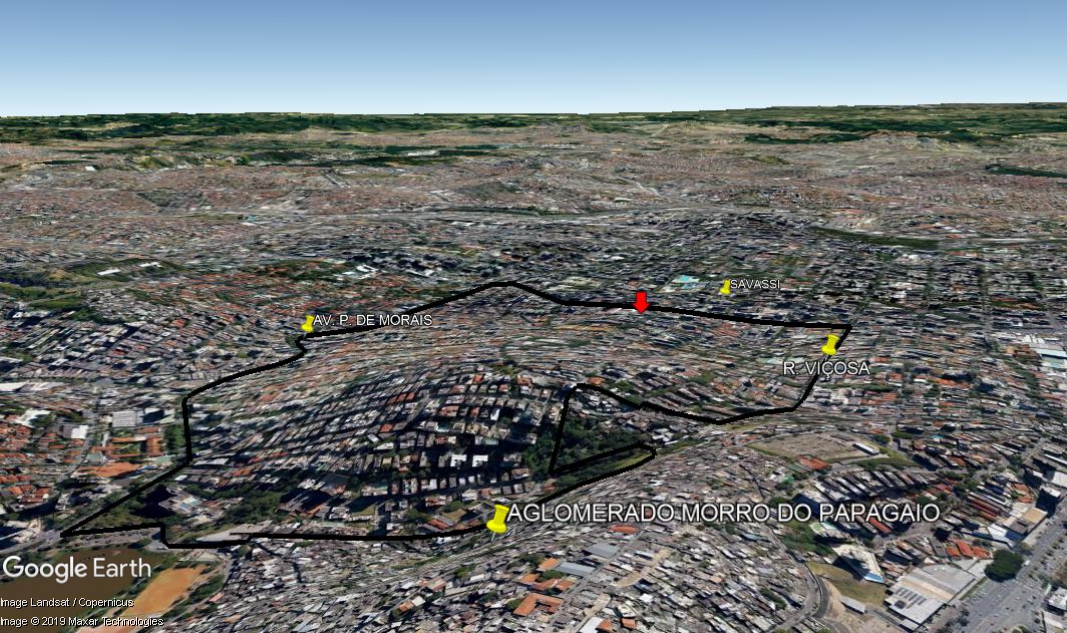 SAVASSI
AV. P. DE MORAIS
R. VIÇOSA
AGLOMERADO MORRO DO PAPAGAIO
Google Earth
Image Landsat / Copernicus
Image © 2019 Maxar Technologies